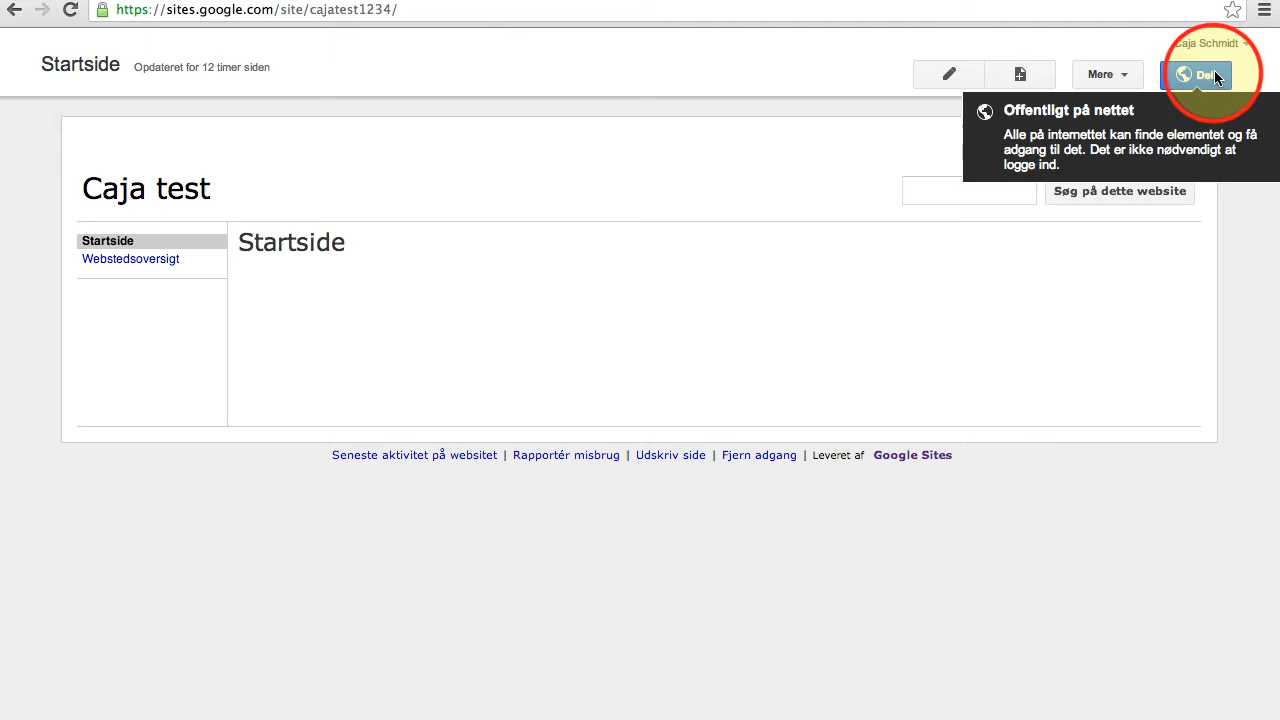 https://sites.google.com/site/cajatest1234/
Caja Schmidt
Startside Opdateret for 12 timer siden
Mere
Del
Offentligt på nettet
Alle på internettet kan finde elementet og få
adgang til det. Det er ikke nødvendigt at
logge ind.
Caja test
Søg på dette website
Startside
Webstedsoversigt
Startside
Seneste aktivitet på websitet | Rapportér misbrug | Udskriv side | Fjern adgang | Leveret af Google Sites